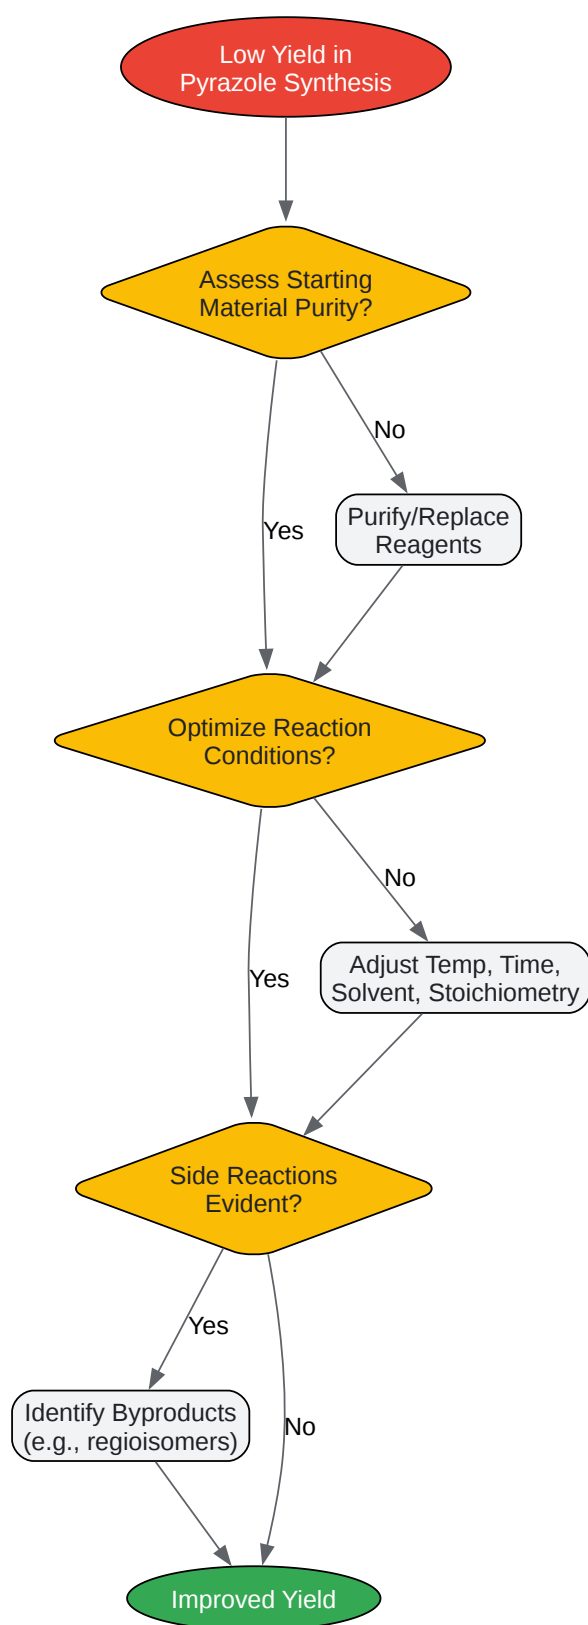 Low Yield in
Pyrazole Synthesis
Assess Starting
Material Purity?
No
Purify/Replace
Reagents
Yes
Optimize Reaction
Conditions?
No
Adjust Temp, Time,
Solvent, Stoichiometry
Yes
Side Reactions
Evident?
Yes
Identify Byproducts
(e.g., regioisomers)
No
Improved Yield